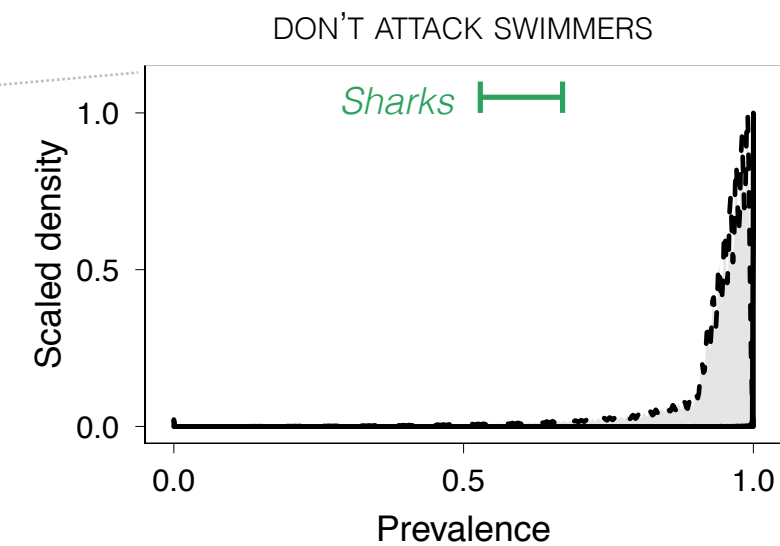 DON’T ATTACK SWIMMERS
Sharks
1.0
0.5
0.0
Scaled density
0.0 0.5 1.0
Prevalence